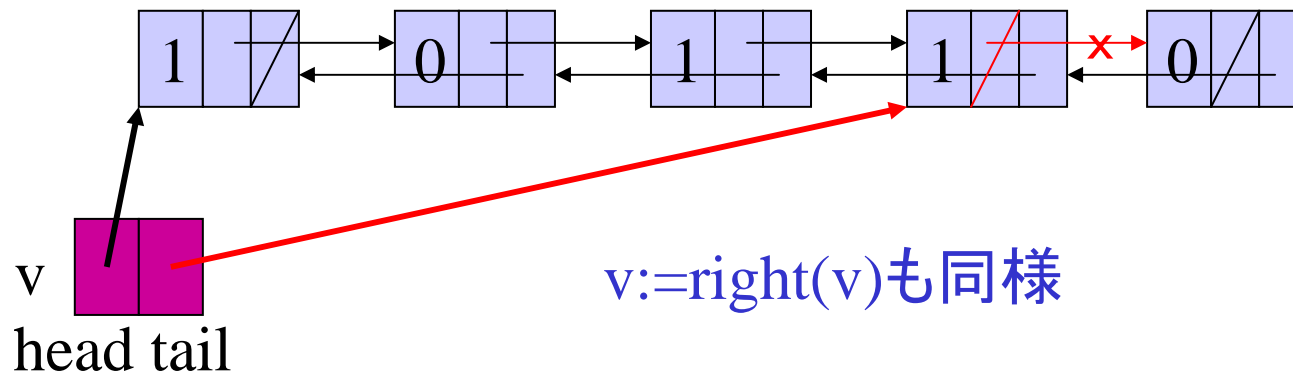 1 0 1 1 x 0
v
v:=right(v)も同様
head tail